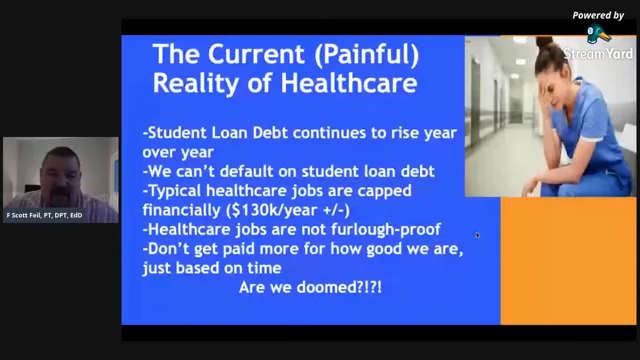 Powered by
StreamYard
The Current (Painful)
Reality of Healthcare
-Student Loan Debt continues to rise year
over year
-We can't default on student loan debt
-Typical healthcare jobs are capped
financially ($130k/year +/-)
-Healthcare jobs are not furlough-proof
-Don't get paid more for how good we are,
just based on time
Are we doomed?!?!
F Scott Feil, PT, DPT, EdD